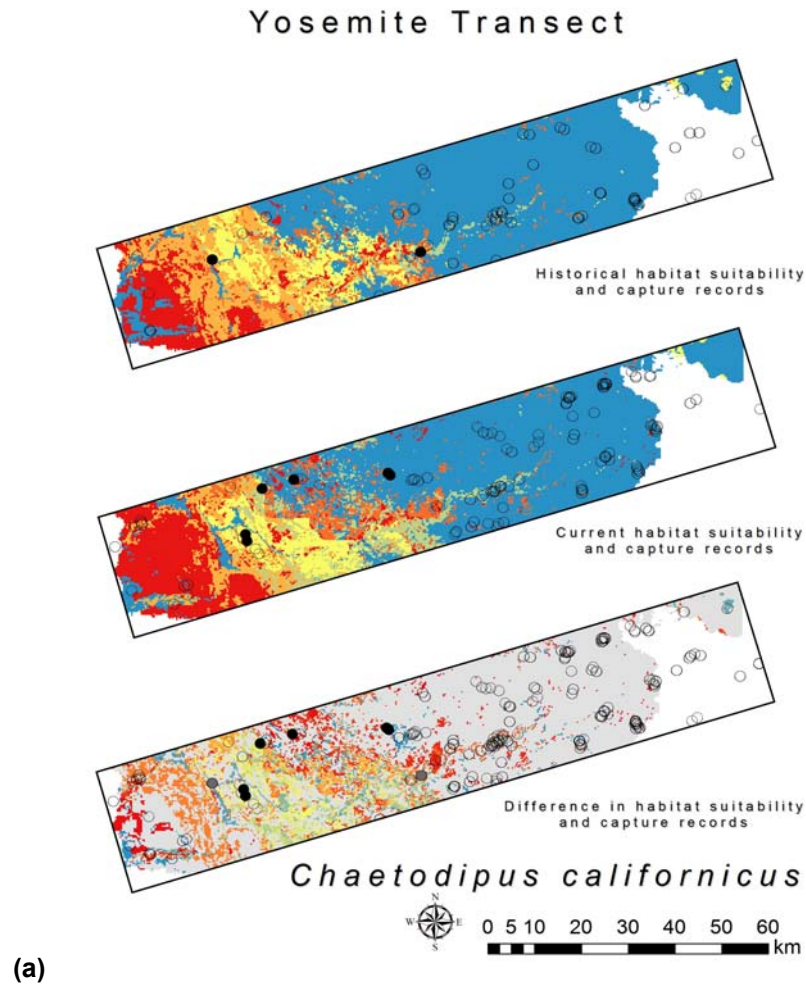 Yosemite Transect
Historical habitat suitability
and capture records
Current habitat suitability
and capture records
Difference in habitat suitability
and capture records
Chaetodipus californicus
N
W E
S
0 5 10 20 30 40 50 60
km
(a)